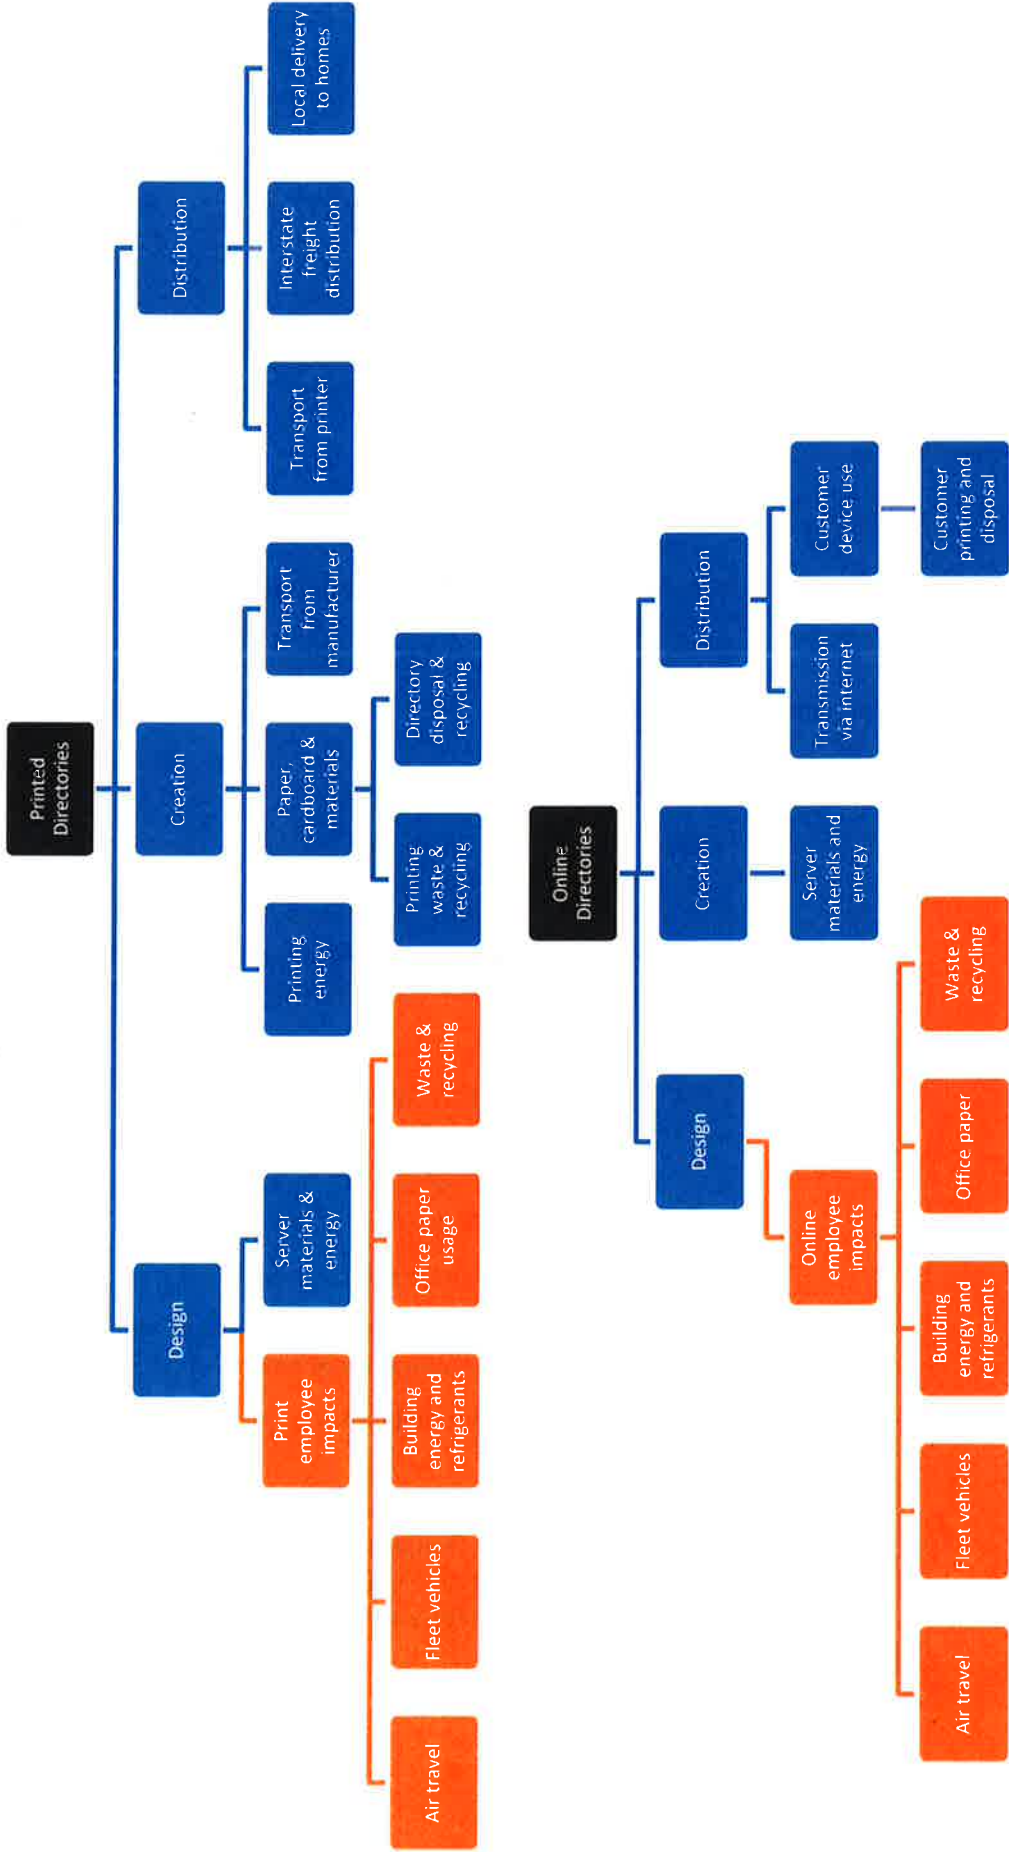 Printed
Directories
Design
Creation
Distribution
Print
employee
impacts
Server
materials &
energy
Printing
energy
Paper,
cardboard &
materials
Transport
from
manufacturer
Transport
from printer
Interstate
freight
distribution
Local delivery
to homes
Air travel
Fleet vehicles
Building
energy and
refrigerants
Office paper
usage
Waste &
recycling
Printing
waste &
recycling
Directory
disposal &
recycling
Online
Directories
Design
Creation
Distribution
Online
employee
impacts
Server
materials and
energy
Transmission
via internet
Customer
device use
Air travel
Fleet vehicles
Building
energy and
refrigerants
Office paper
Waste &
recycling
Customer
printing and
disposal